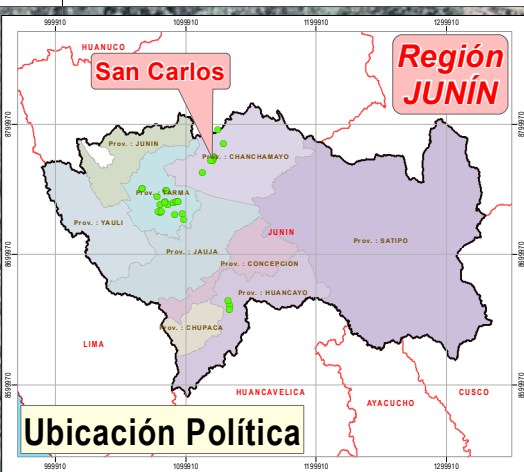 999910 1099910 1199910 1299910
HUANUCO
Región
JUNÍN
San Carlos
8799970 8799970
Prov. : JUNIN
Prov. : CHANCHAMAYO
Prov. : TARMA
Prov. : YAULI
JUNIN
Prov. : SATIPO
Prov. : JAUJA
8699970 8699970
Prov. : CONCEPCION
Prov. : HUANCAYO
Prov. : CHUPACA
LIMA
8599970 8599970
HUANCAVELICA
AYACUCHO
CUSCO
Ubicación Política
999910 1099910 1199910 1299910